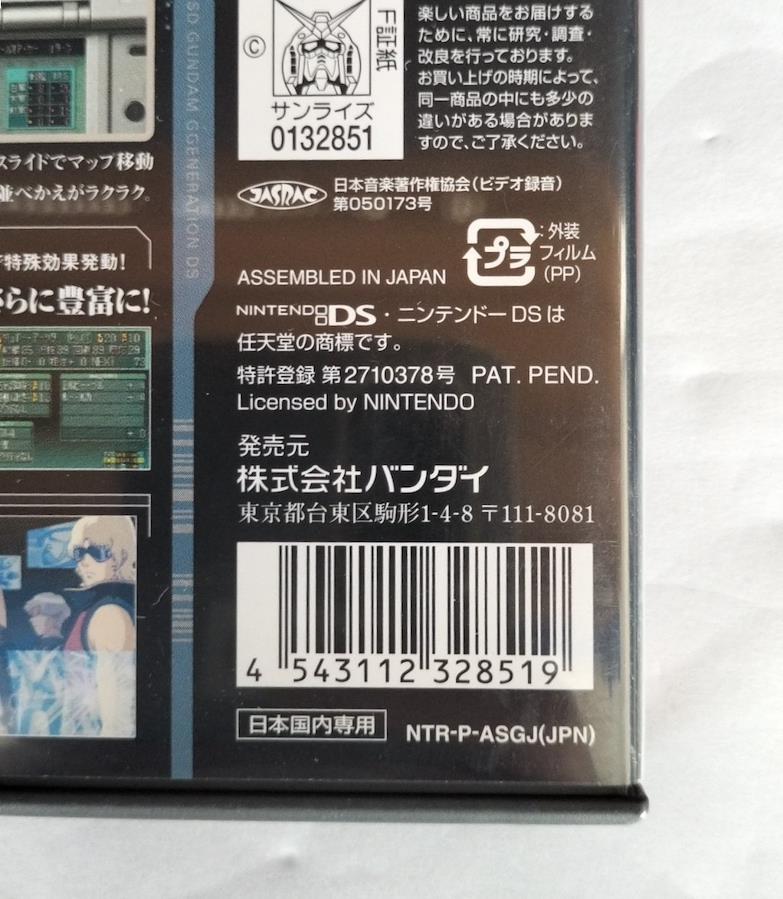 スライドでマップ移動
並べかえがラクラク。
特殊効果発動!
さらに豊富に!
SD GUNDAM GGENERATION DS
©
サンライズ
0132851
F証紙
楽しい商品をお届けする
ために、常に研究・調査・
改良を行っております。
お買い上げの時期によって、
同一商品の中にも多少の
違いがある場合がありま
すので、ご了承ください。
JASRAC
日本音楽著作権協会(ビデオ録音)
第050173号
プラ
:外装
フィルム
(PP)
ASSEMBLED IN JAPAN
NINTENDO DS・ニンテンドーDSは
任天堂の商標です。
特許登録 第2710378号 PAT. PEND.
Licensed by NINTENDO
発売元
株式会社バンダイ
東京都台東区駒形1-4-8 〒111-8081
4 543112 328519
日本国内専用
NTR-P-ASGJ(JPN)